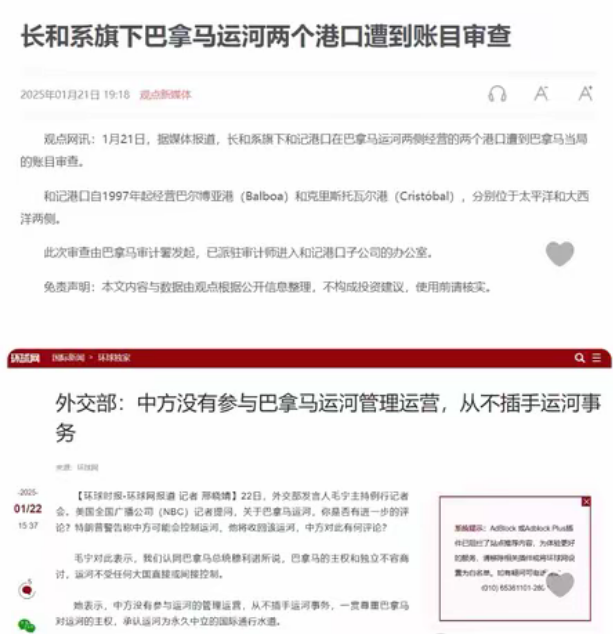 长和系旗下巴拿马运河两个港口遭到账目审查
2025年01月21日 19:18 观点新媒体
观点网讯：1月21日，据媒体报道，长和系旗下和记港口在巴拿马运河两侧经营的两个港口遭到巴拿马当局
的账目审查。
和记港口自1997年起经营巴尔博亚港（Balboa）和克里斯托瓦尔港（Cristóbal），分别位于太平洋和大西
洋两侧。
此次审查由巴拿马审计署发起，已派驻审计师进入和记港口子公司的办公室。
免责声明：本文内容与数据由观点根据公开信息整理，不构成投资建议，使用前请核实。
环球网 国际新闻 > 环球独家
外交部：中方没有参与巴拿马运河管理运营，从不插手运河事
务
来源：环球网
-2025-
01/22
15:37
【环球时报-环球网报道 记者 邢晓婧】22日，外交部发言人毛宁主持例行记者
会。美国全国广播公司（NBC）记者提问，关于巴拿马运河，你是否有进一步的评
论？特朗普警告称中方可能会控制运河，他将收回该运河，中方对此有何评论？
毛宁对此表示，我们认同巴拿马总统穆利诺所说，巴拿马的主权和独立不容商
讨，运河不受任何大国直接或间接控制。
她表示，中方没有参与运河的管理运营，从不插手运河事务，一贯尊重巴拿马
对运河的主权，承认运河为永久中立的国际通行水道。
系统提示：AdBlock 或Adblock Plus插
件已阻拦了站点推荐内容，为体验更好
的服务，请移除相关插件或将环球网设
置为白名单。如有疑问可电
(010) 65361101-28